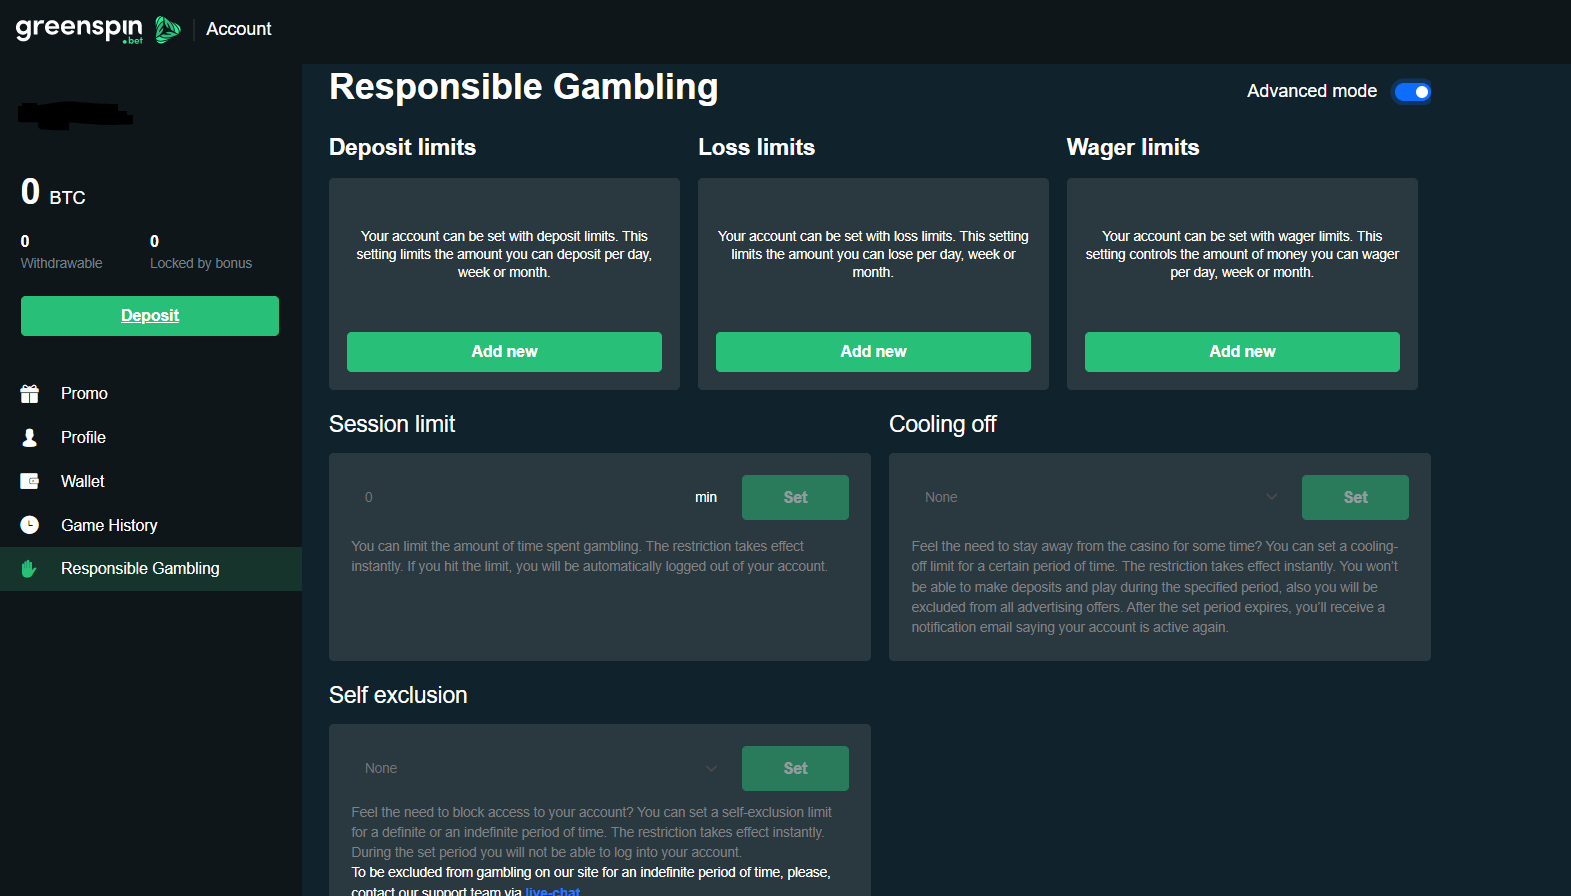 greenspin
.bet
Account
Responsible Gambling
Advanced mode
0 BTC
0
Withdrawable
0
Locked by bonus
Deposit
Promo
Profile
Wallet
Game History
Responsible Gambling
Deposit limits
Your account can be set with deposit limits. This
setting limits the amount you can deposit per day,
week or month.
Add new
Loss limits
Your account can be set with loss limits. This setting
limits the amount you can lose per day, week or
month.
Add new
Wager limits
Your account can be set with wager limits. This
setting controls the amount of money you can wager
per day, week or month.
Add new
Session limit
0 min Set
You can limit the amount of time spent gambling. The restriction takes effect
instantly. If you hit the limit, you will be automatically logged out of your account.
Cooling off
None Set
Feel the need to stay away from the casino for some time? You can set a cooling-
off limit for a certain period of time. The restriction takes effect instantly. You won't
be able to make deposits and play during the specified period, also you will be
excluded from all advertising offers. After the set period expires, you'll receive a
notification email saying your account is active again.
Self exclusion
None Set
Feel the need to block access to your account? You can set a self-exclusion limit
for a definite or an indefinite period of time. The restriction takes effect instantly.
During the set period you will not be able to log into your account.
To be excluded from gambling on our site for an indefinite period of time, please,
contact our support team via live-chat